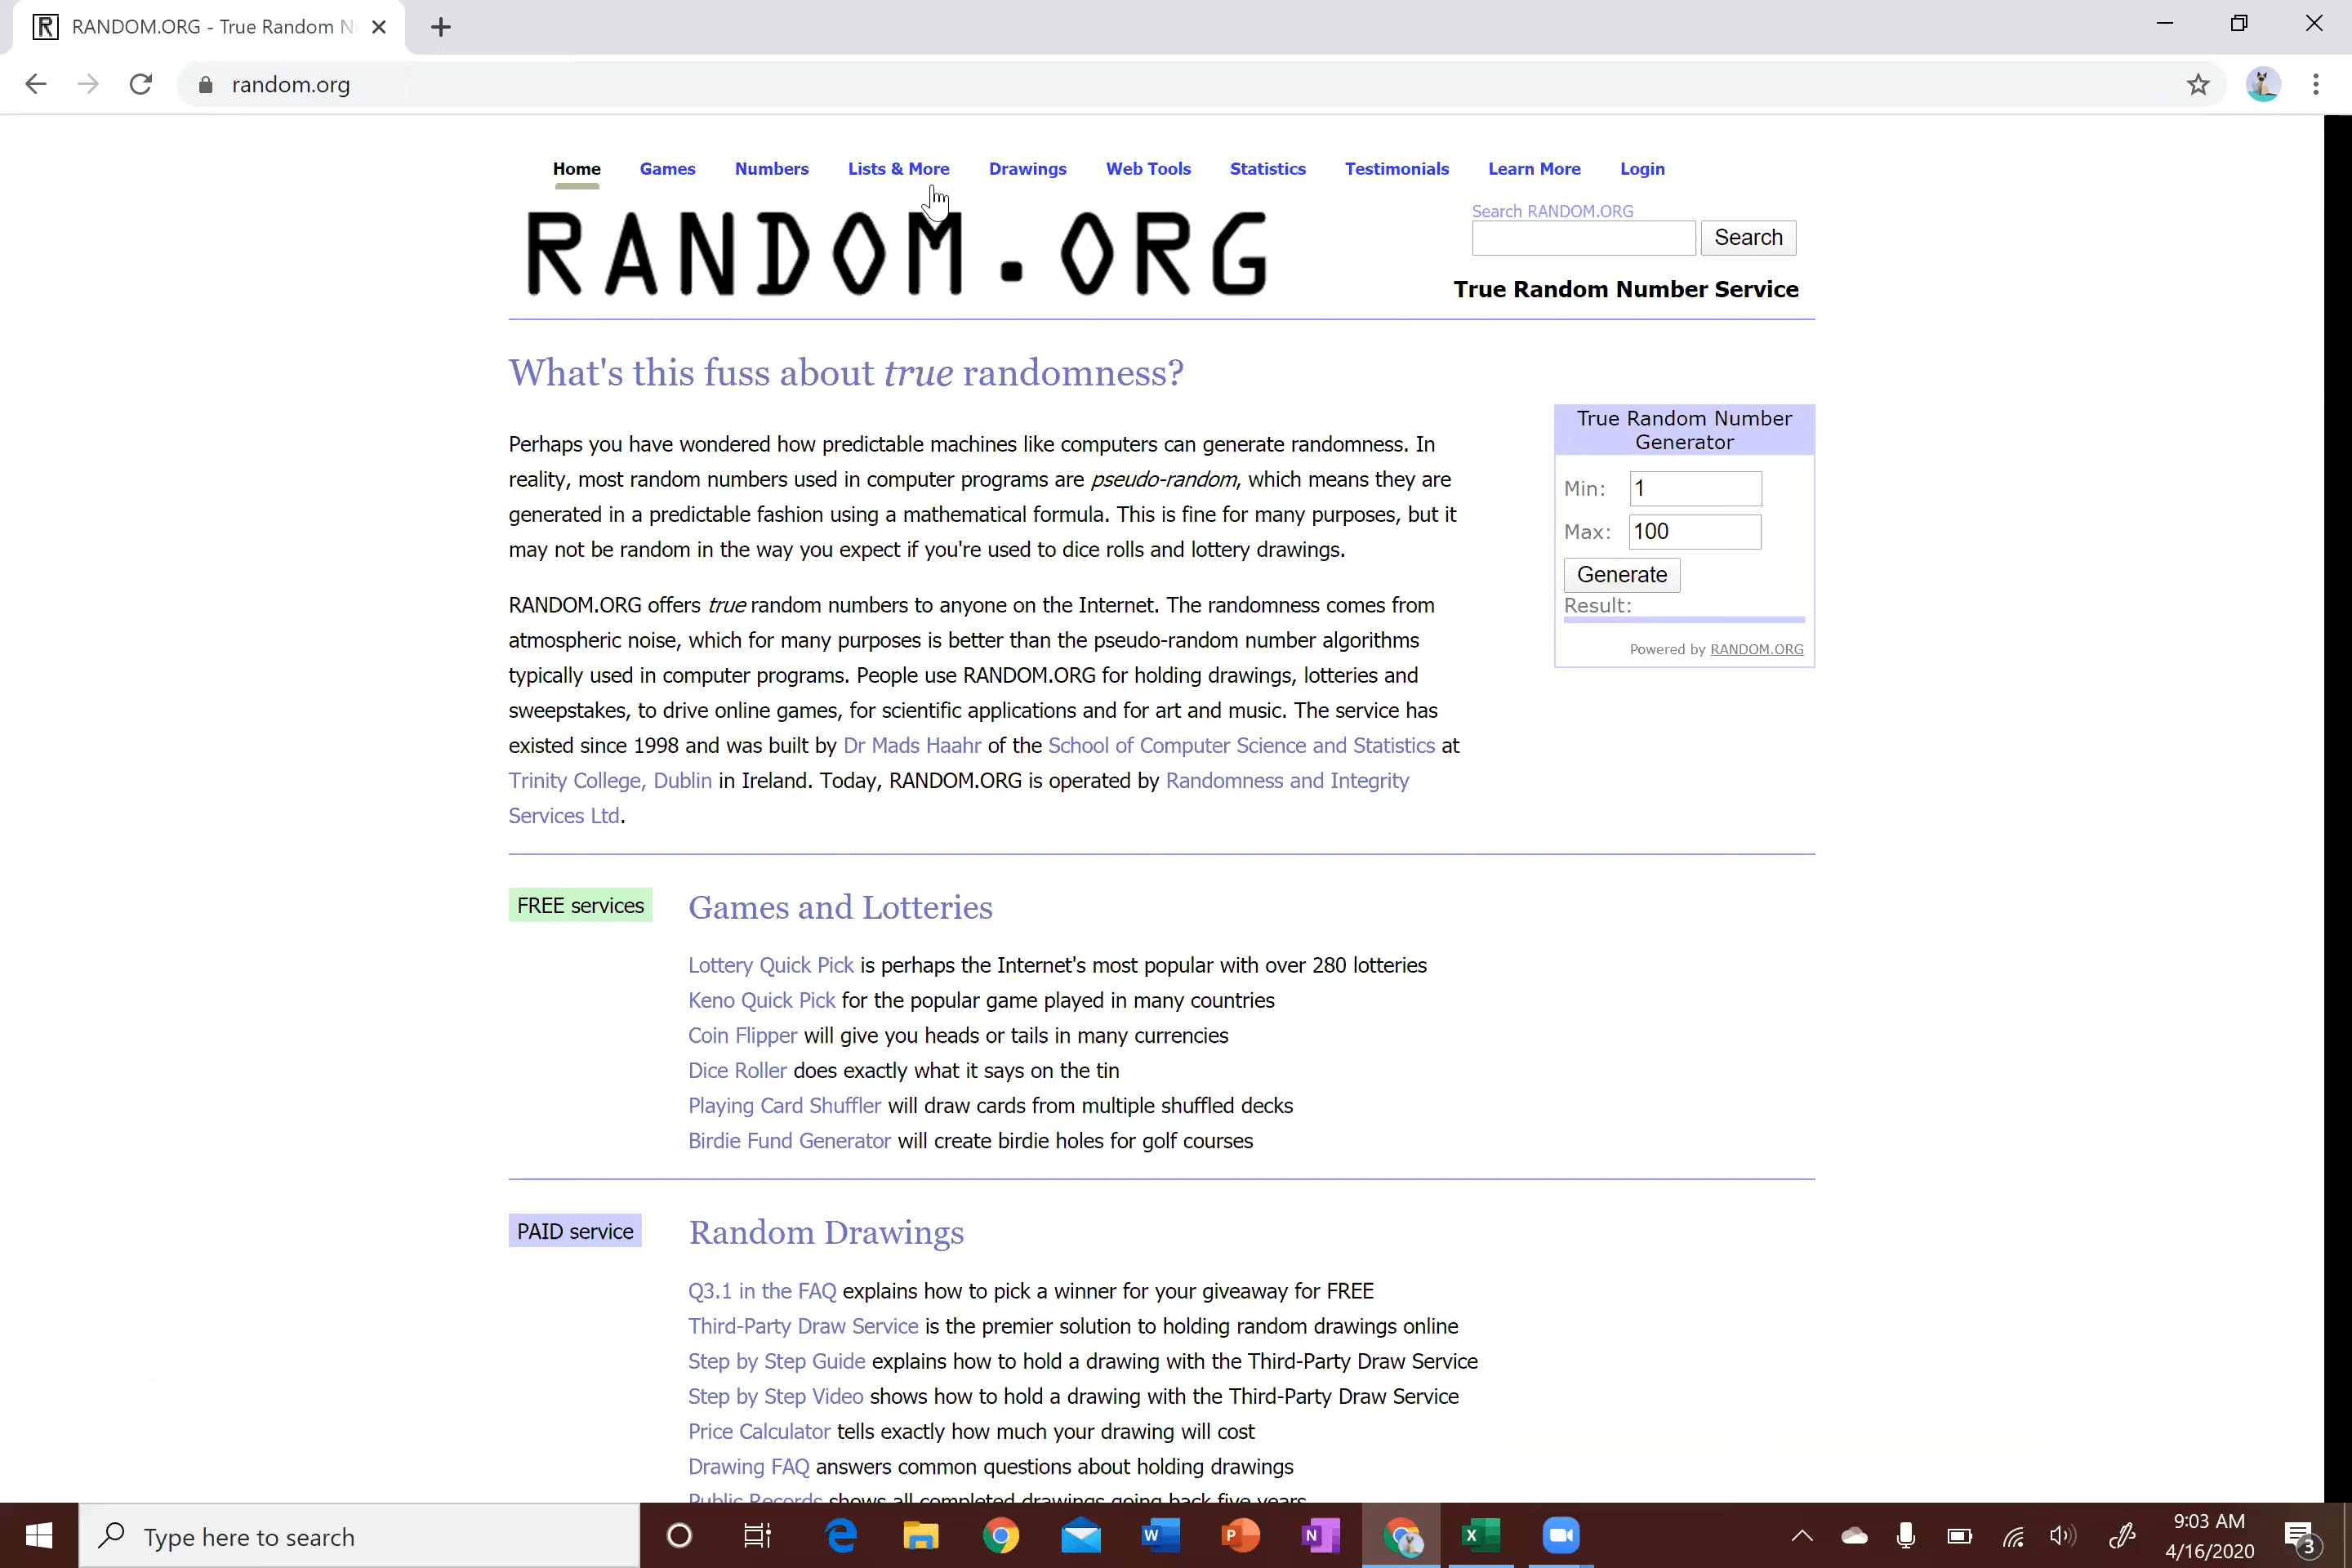 RANDOM.ORG - True Random N
random.org
Home Games Numbers Lists & More Drawings Web Tools Statistics Testimonials Learn More Login
RANDOM.ORG
Search RANDOM.ORG
Search
True Random Number Service
What's this fuss about true randomness?
Perhaps you have wondered how predictable machines like computers can generate randomness. In
reality, most random numbers used in computer programs are pseudo-random, which means they are
generated in a predictable fashion using a mathematical formula. This is fine for many purposes, but it
may not be random in the way you expect if you're used to dice rolls and lottery drawings.
RANDOM.ORG offers true random numbers to anyone on the Internet. The randomness comes from
atmospheric noise, which for many purposes is better than the pseudo-random number algorithms
typically used in computer programs. People use RANDOM.ORG for holding drawings, lotteries and
sweepstakes, to drive online games, for scientific applications and for art and music. The service has
existed since 1998 and was built by Dr Mads Haahr of the School of Computer Science and Statistics at
Trinity College, Dublin in Ireland. Today, RANDOM.ORG is operated by Randomness and Integrity
Services Ltd.
True Random Number
Generator
Min: 1
Max: 100
Generate
Result:
Powered by RANDOM.ORG
FREE services
Games and Lotteries
Lottery Quick Pick is perhaps the Internet's most popular with over 280 lotteries
Keno Quick Pick for the popular game played in many countries
Coin Flipper will give you heads or tails in many currencies
Dice Roller does exactly what it says on the tin
Playing Card Shuffler will draw cards from multiple shuffled decks
Birdie Fund Generator will create birdie holes for golf courses
PAID service
Random Drawings
Q3.1 in the FAQ explains how to pick a winner for your giveaway for FREE
Third-Party Draw Service is the premier solution to holding random drawings online
Step by Step Guide explains how to hold a drawing with the Third-Party Draw Service
Step by Step Video shows how to hold a drawing with the Third-Party Draw Service
Price Calculator tells exactly how much your drawing will cost
Drawing FAQ answers common questions about holding drawings
Public Records shows all completed drawings going back five years
Type here to search
9:03 AM
4/16/2020
3